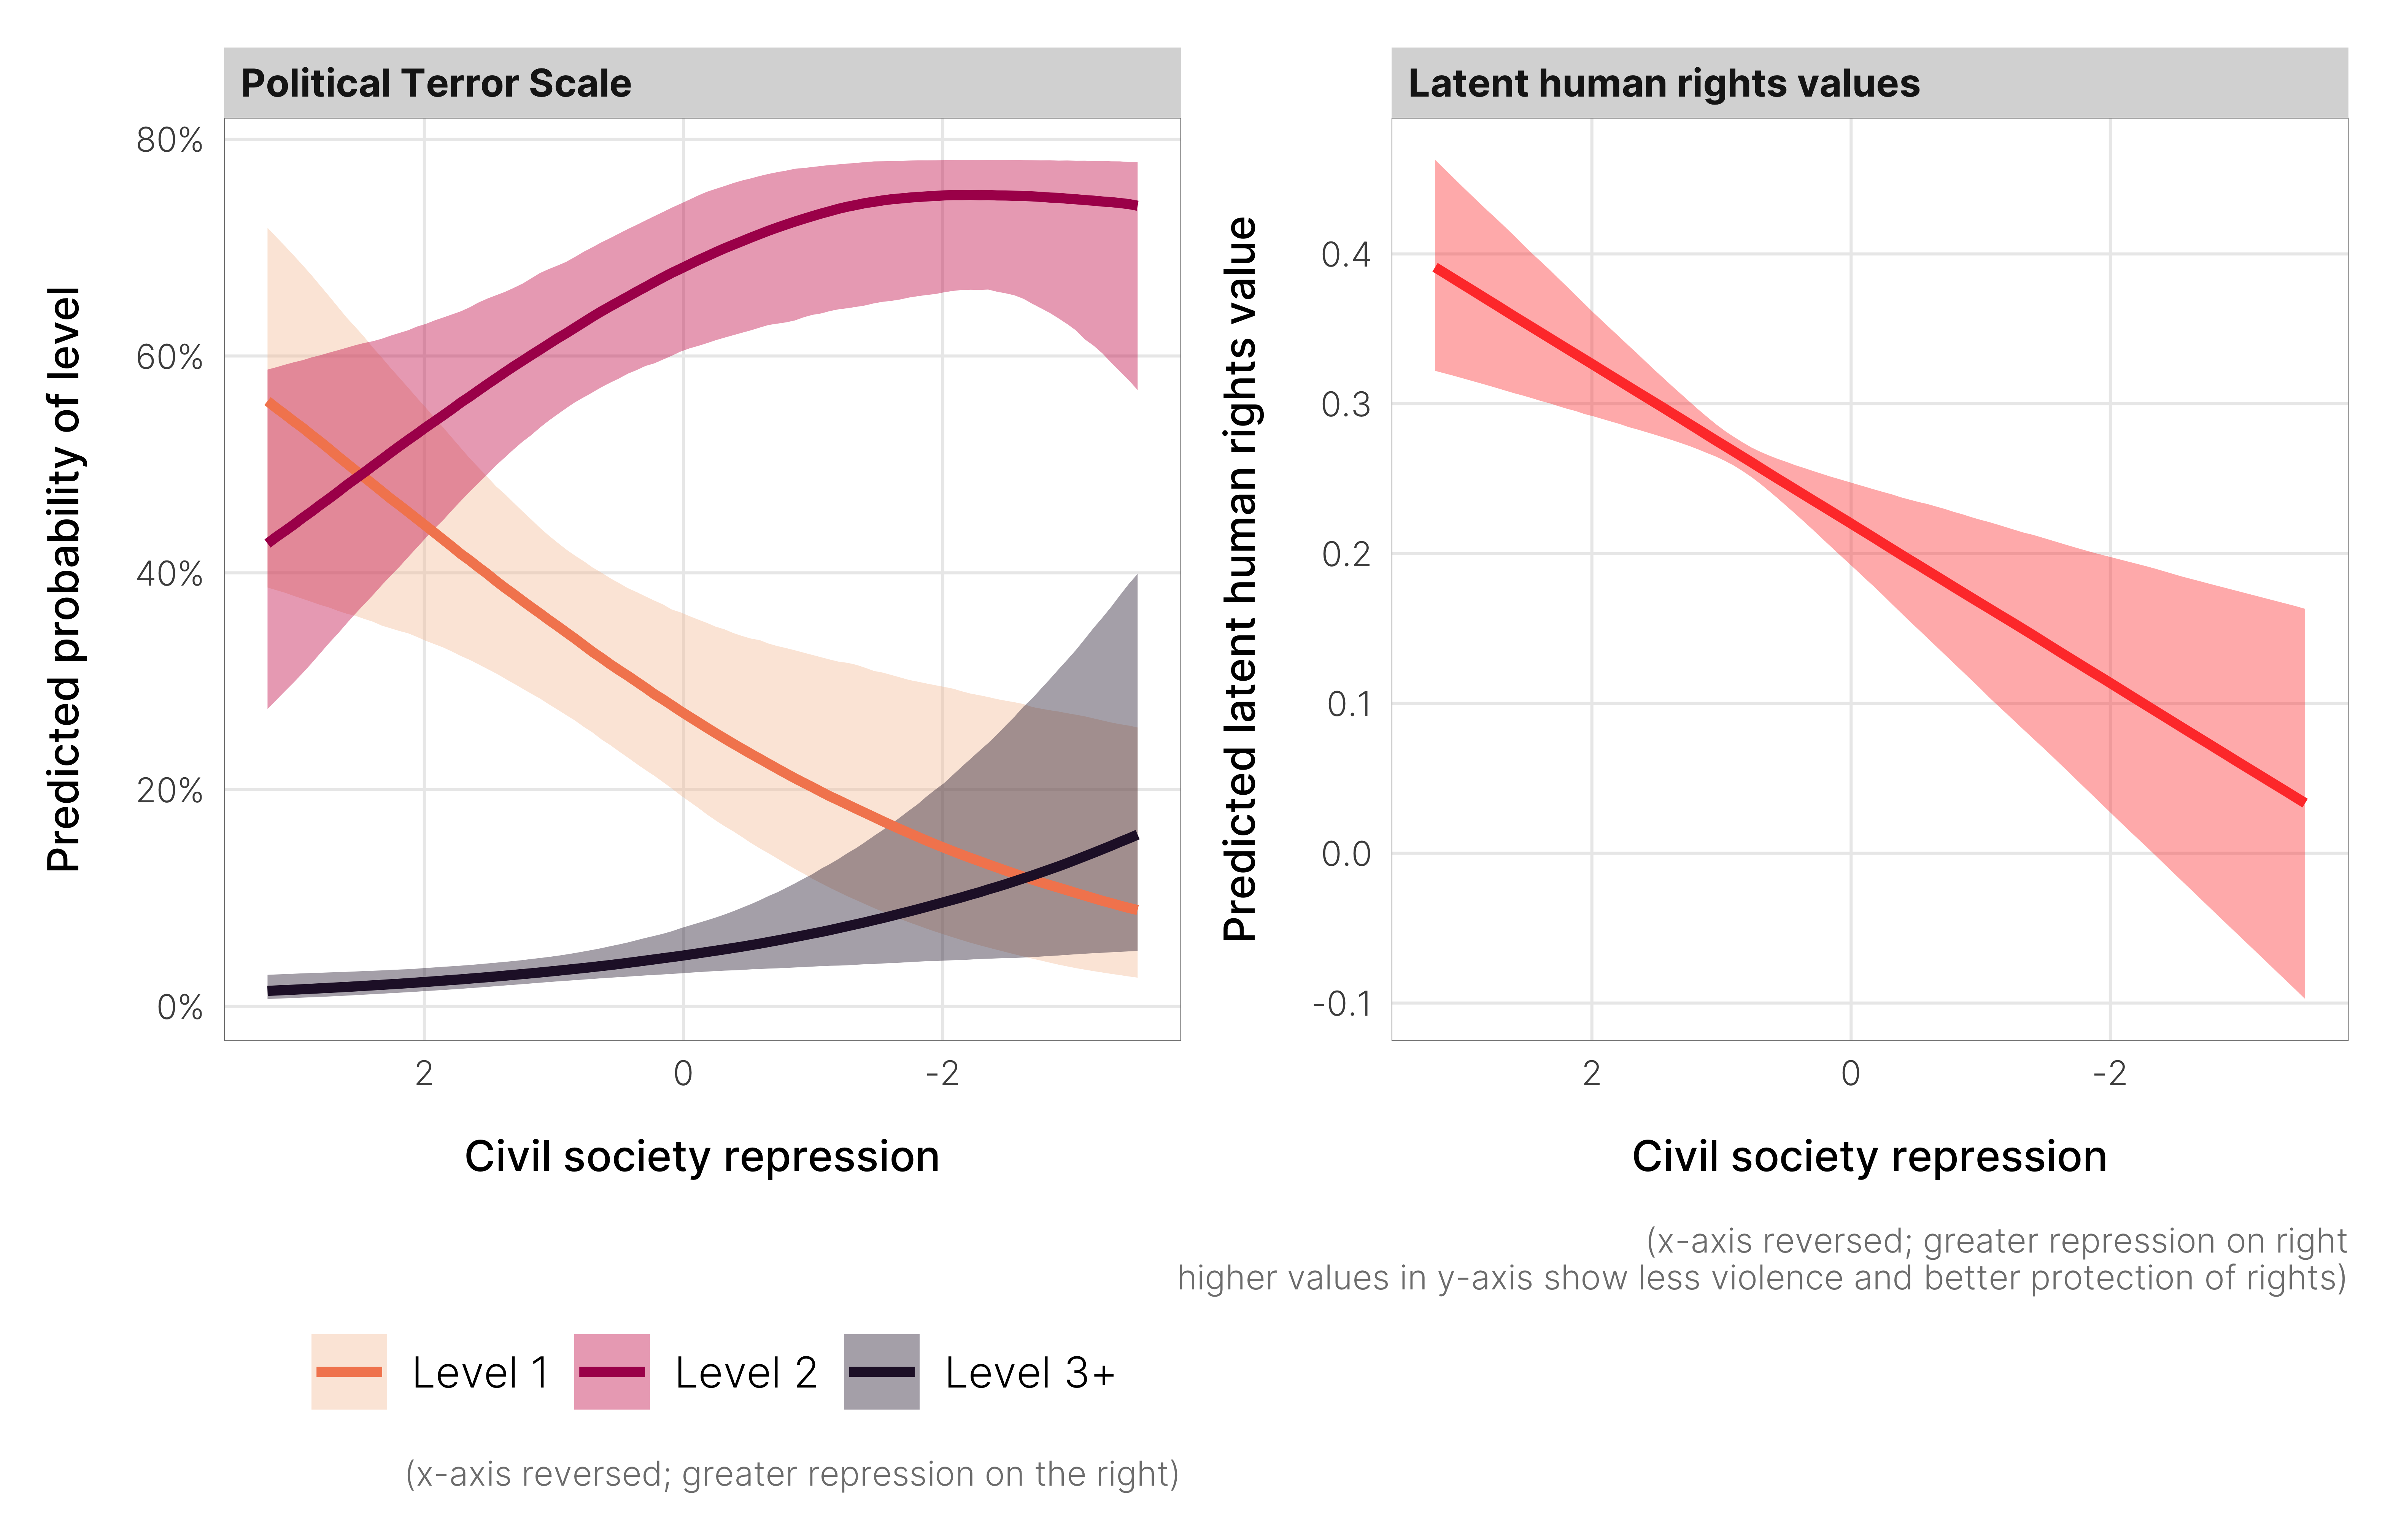 Political Terror Scale
Predicted probability of level
80%
60%
40%
20%
0%
2
0
-2
Civil society repression
Level 1
Level 2
Level 3+
(x-axis reversed; greater repression on the right)
Latent human rights values
Predicted latent human rights value
0.4
0.3
0.2
0.1
0.0
-0.1
2
0
-2
Civil society repression
(x-axis reversed; greater repression on right
higher values in y-axis show less violence and better protection of rights)